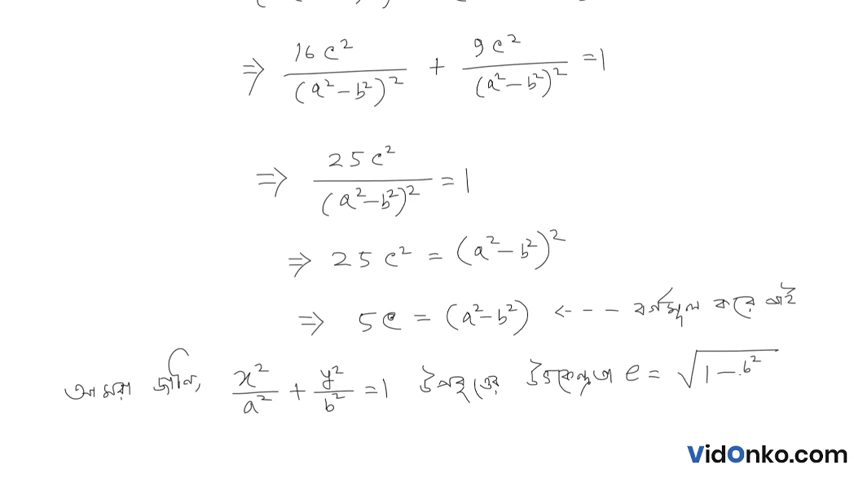 ⇒ 16c²/(a²-b²)² + 9c²/(a²-b²)² = 1
⇒ 25c²/(a²-b²)² = 1
⇒ 25c² = (a²-b²)²
⇒ 5c = (a²-b²) <--- বর্গমূল করে পাই
আমরা জানি, x²/a² + y²/b² = 1 উপবৃত্তের উৎকেন্দ্রতা e = √1-b²
VidOnko.com